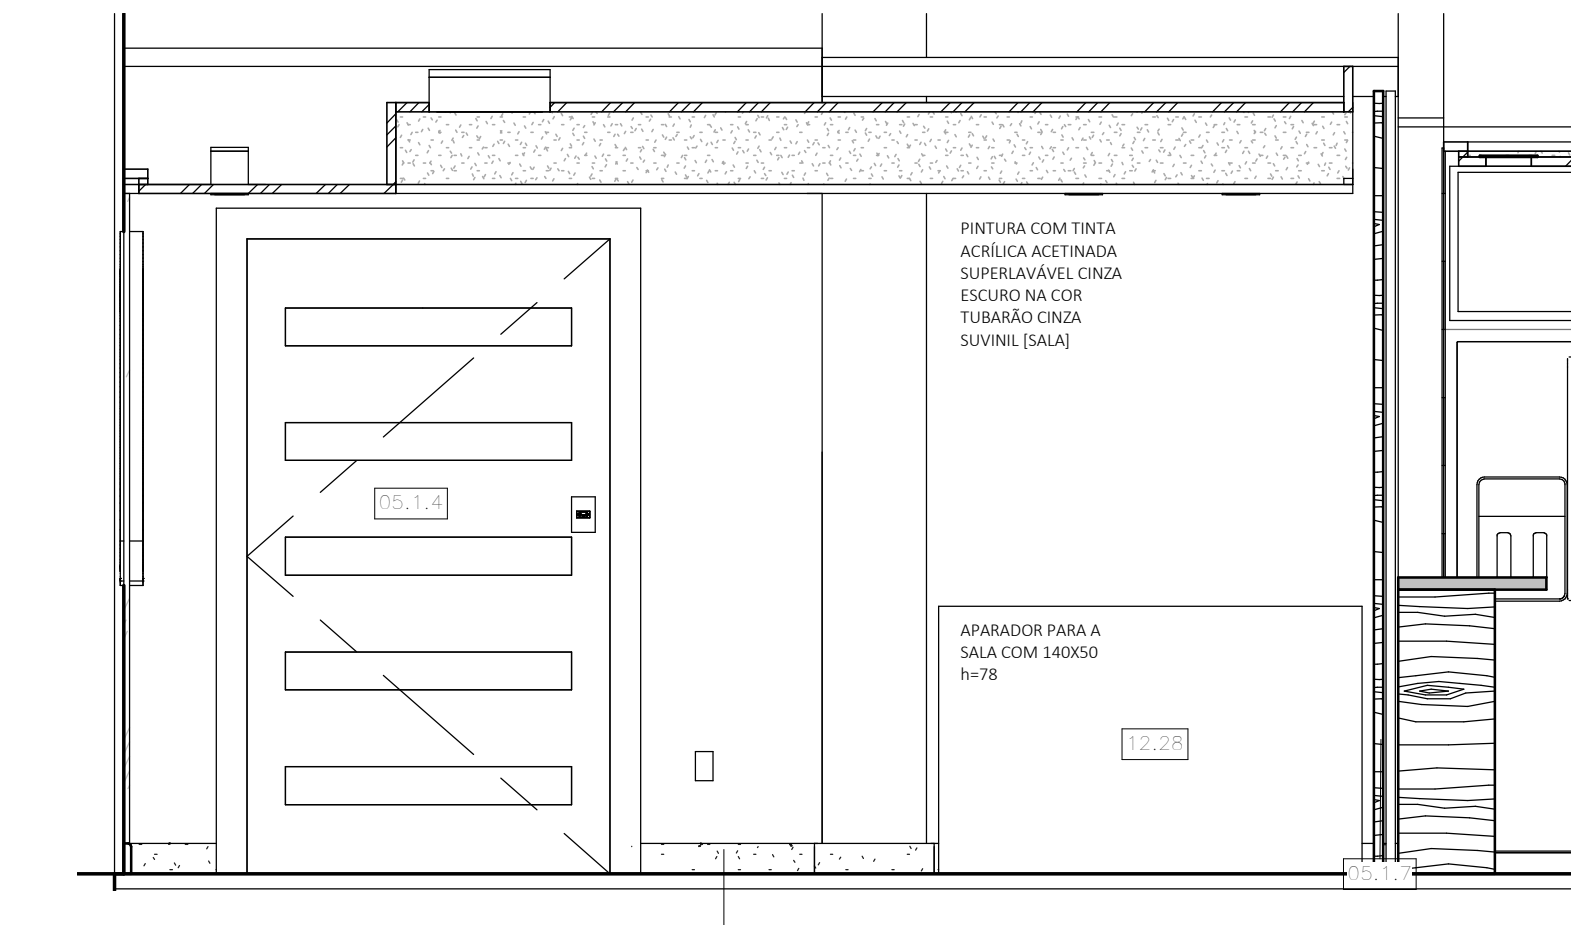 PINTURA COM TINTA
ACRÍLICA ACETINADA
SUPERLAVÁVEL CINZA
ESCURO NA COR
TUBARÃO CINZA
SUVINIL [SALA]
05.1.4
APARADOR PARA A
SALA COM 140X50
h=78
12.28
05.1.7